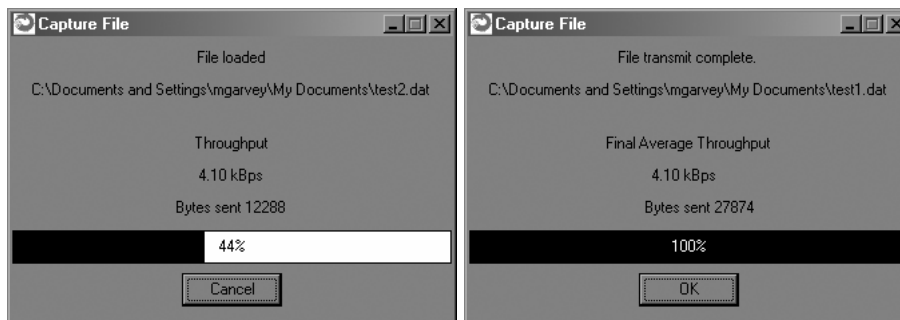 Capture File
File loaded
C:\Documents and Settings\mgarvey\My Documents\test2.dat
Throughput
4.10 kBps
Bytes sent 12288
44%
Cancel
Capture File
File transmit complete.
C:\Documents and Settings\mgarvey\My Documents\test1.dat
Final Average Throughput
4.10 kBps
Bytes sent 27874
100%
OK